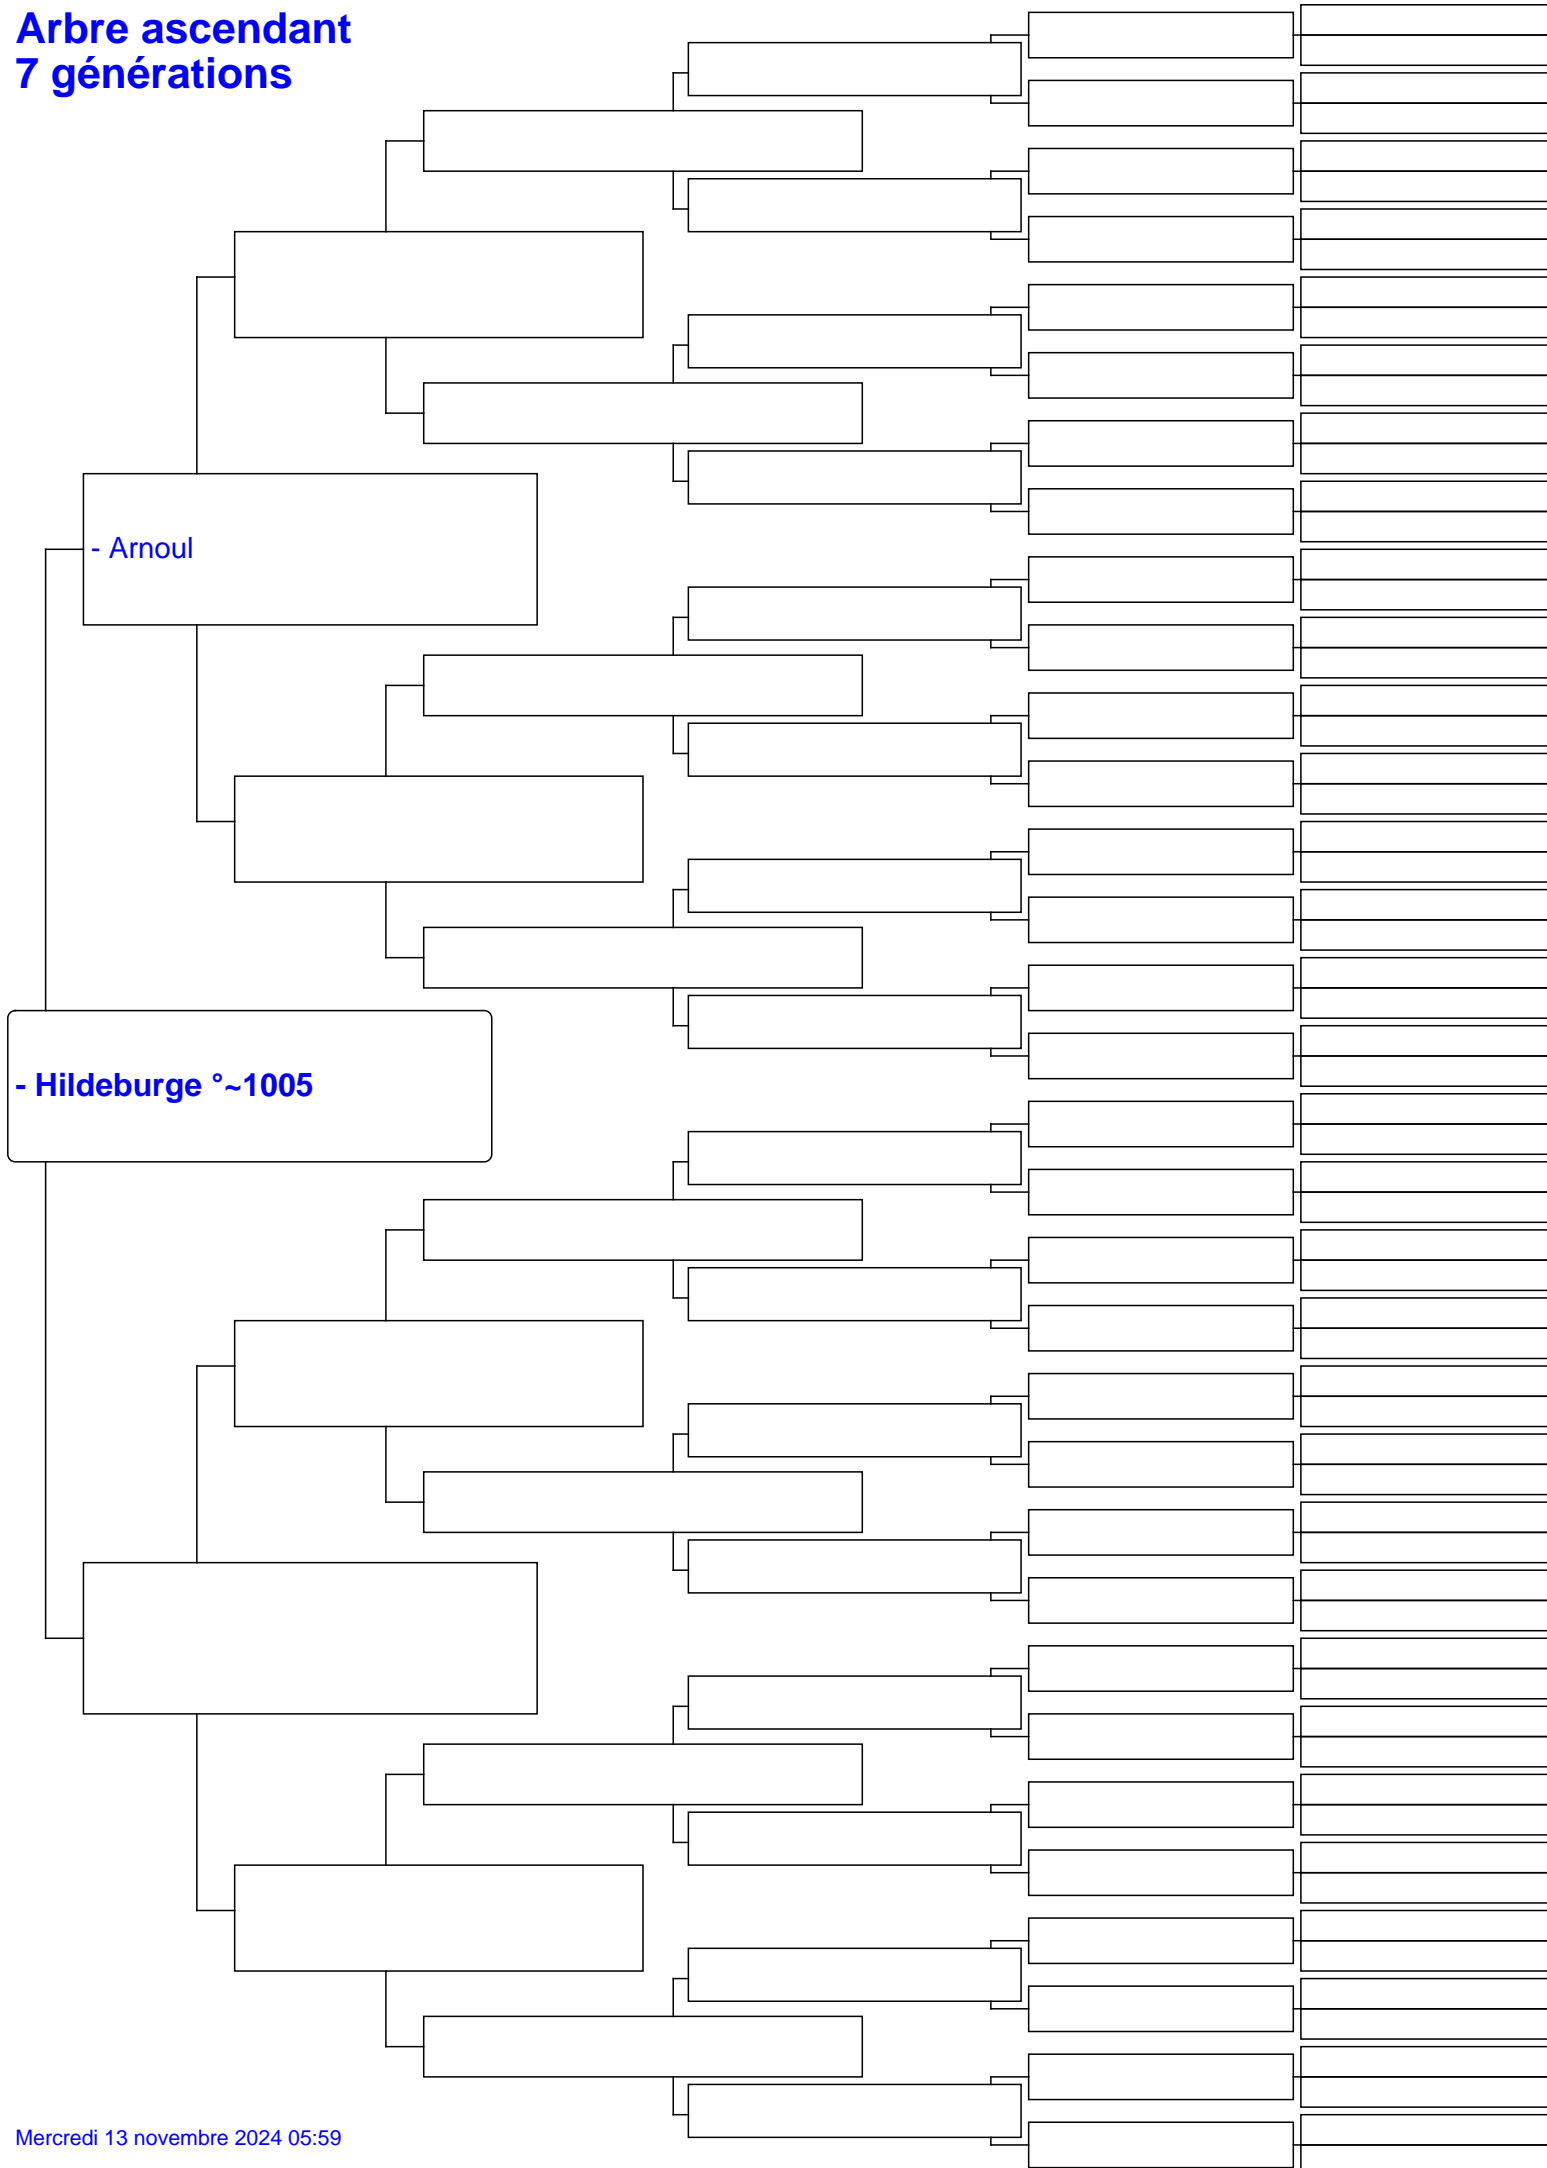 Arbre ascendant
7 générations
- Arnoul
- Hildeburge °~1005
Mercredi 13 novembre 2024 05:59